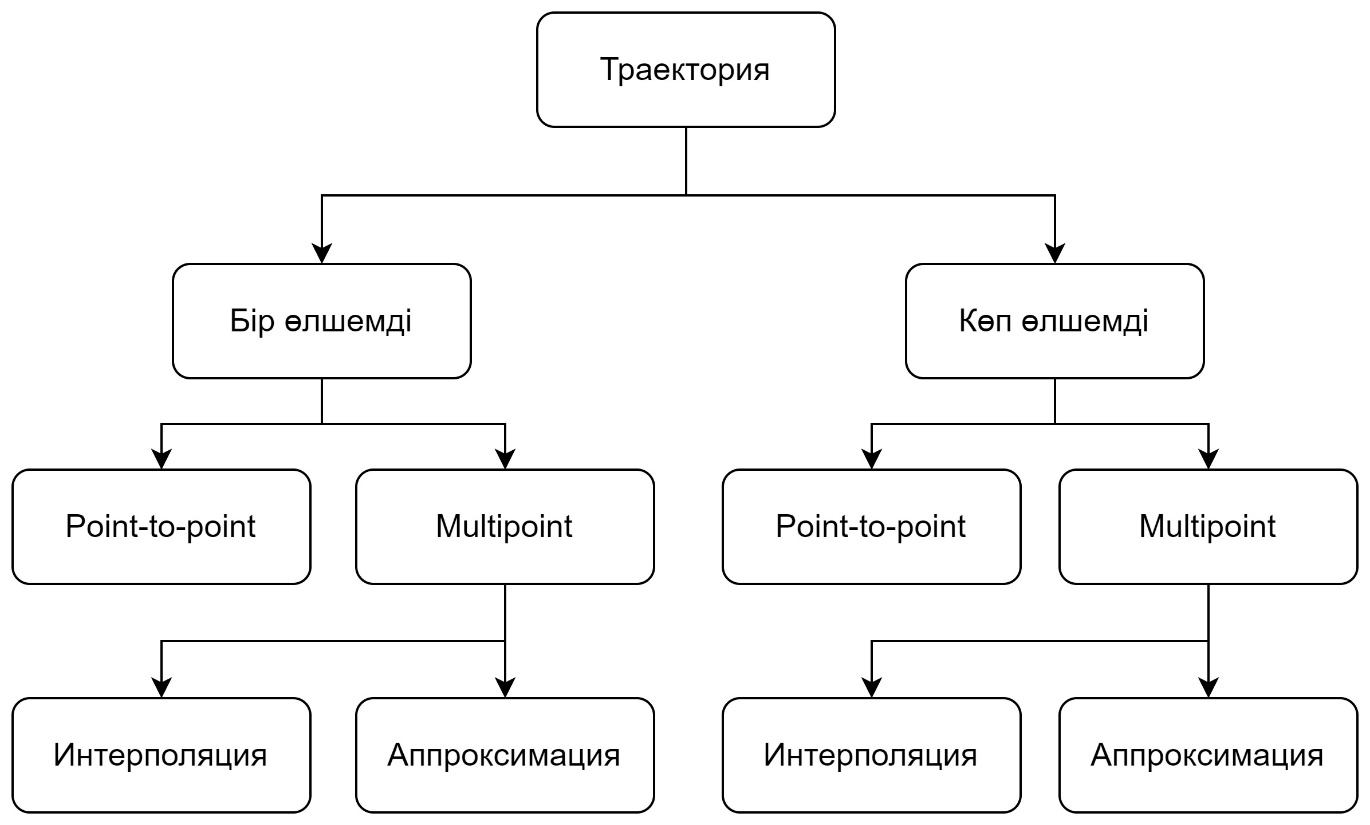 Траектория
Бір өлшемді
Көп өлшемді
Point-to-point
Multipoint
Point-to-point
Multipoint
Интерполяция
Аппроксимация
Интерполяция
Аппроксимация